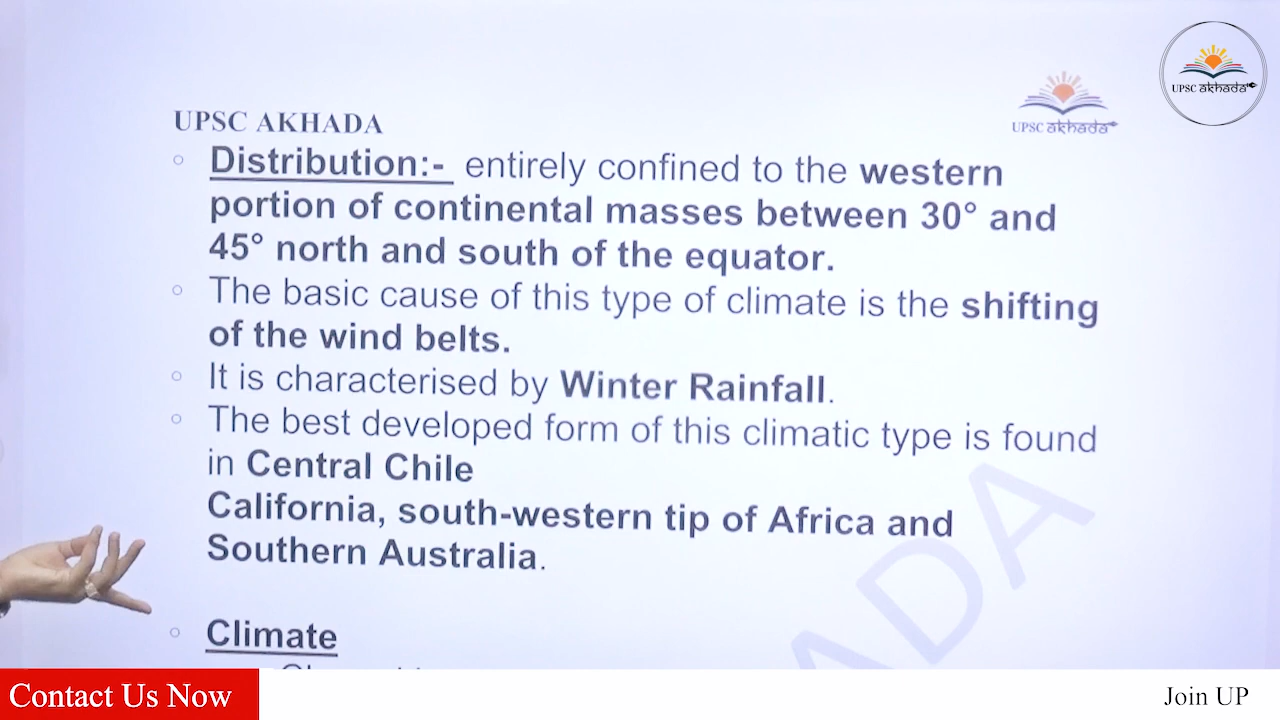 UPSC akhada
UPSC akhada
UPSC AKHADA
Distribution:- entirely confined to the western
portion of continental masses between 30° and
45° north and south of the equator.
The basic cause of this type of climate is the shifting
of the wind belts.
It is characterised by Winter Rainfall.
The best developed form of this climatic type is found
in Central Chile
California, south-western tip of Africa and
Southern Australia.
ADA
Climate
Contact Us Now
Join UP